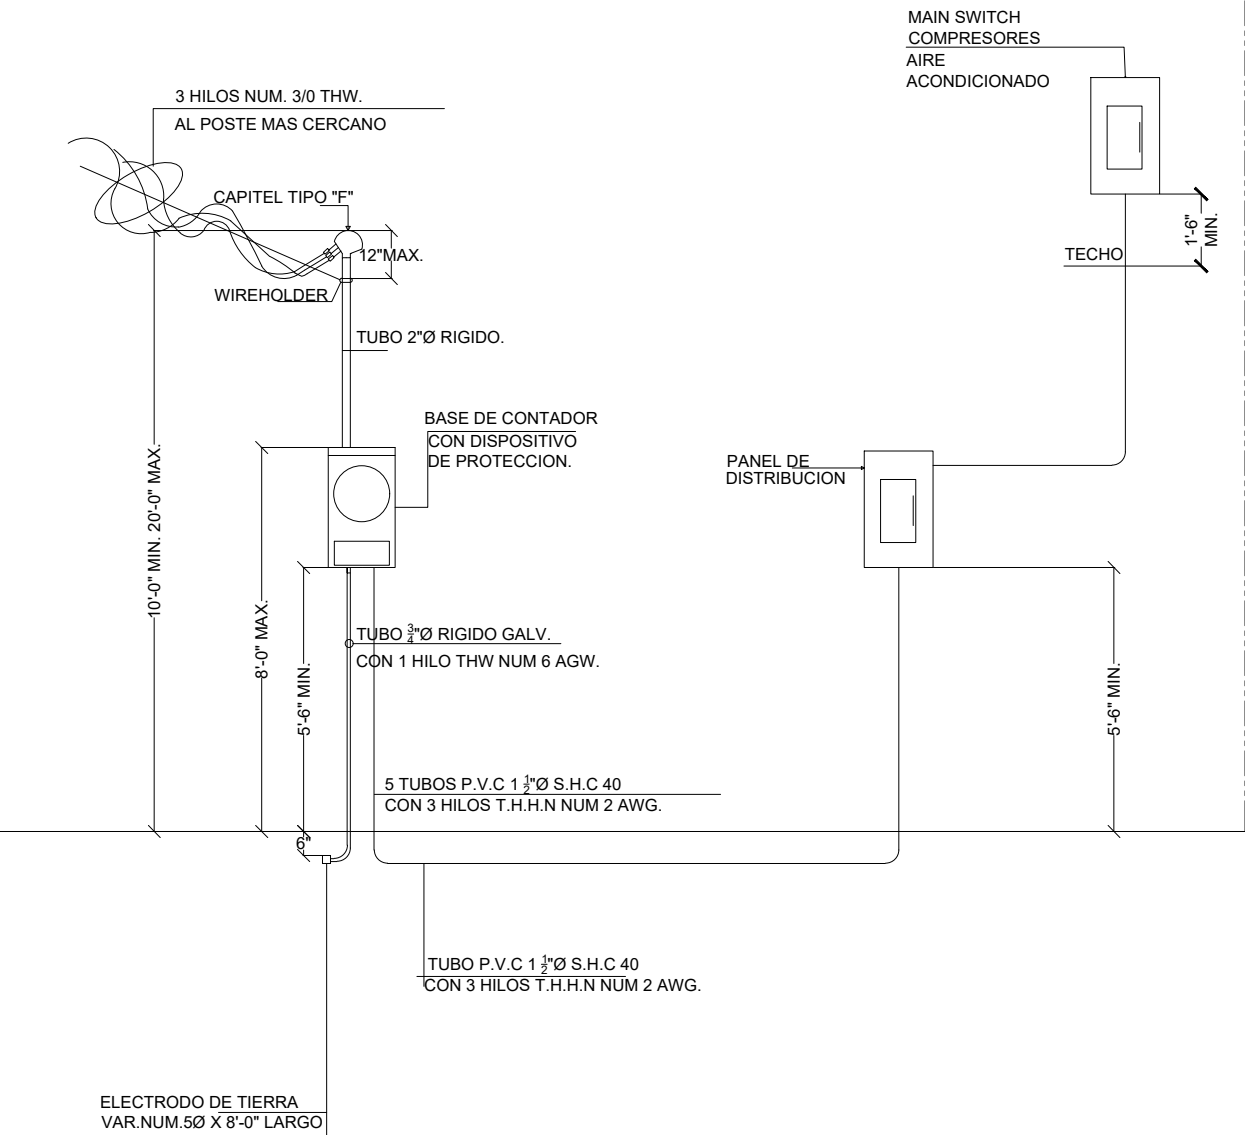 MAIN SWITCH
COMPRESORES
AIRE
ACONDICIONADO
3 HILOS NUM. 3/0 THW.
AL POSTE MAS CERCANO
CAPITEL TIPO "F"
12"MAX.
1'-6"
MIN.
TECHO
WIREHOLDER
TUBO 2"Ø RIGIDO.
BASE DE CONTADOR
CON DISPOSITIVO
DE PROTECCION.
PANEL DE
DISTRIBUCION
10'-0" MIN. 20'-0" MAX.
8'-0" MAX.
5'-6" MIN.
TUBO 3/4"Ø RIGIDO GALV.
CON 1 HILO THW NUM 6 AGW.
5'-6" MIN.
5 TUBOS P.V.C 1 1/2"Ø S.H.C 40
CON 3 HILOS T.H.H.N NUM 2 AWG.
6"
TUBO P.V.C 1 1/2"Ø S.H.C 40
CON 3 HILOS T.H.H.N NUM 2 AWG.
ELECTRODO DE TIERRA
VAR.NUM.5Ø X 8'-0" LARGO